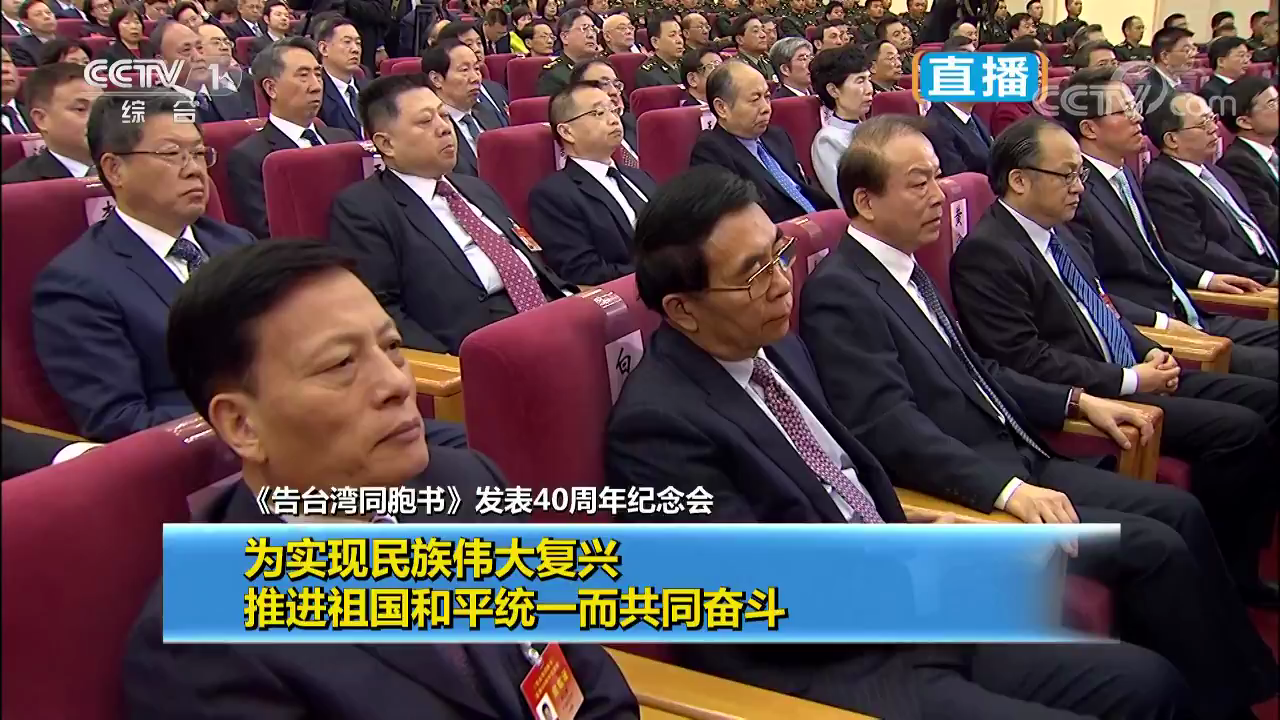 CCTV 1
综合
直播
CCTV.com
黄
白
《告台湾同胞书》发表40周年纪念会
为实现民族伟大复兴
推进祖国和平统一而共同奋斗